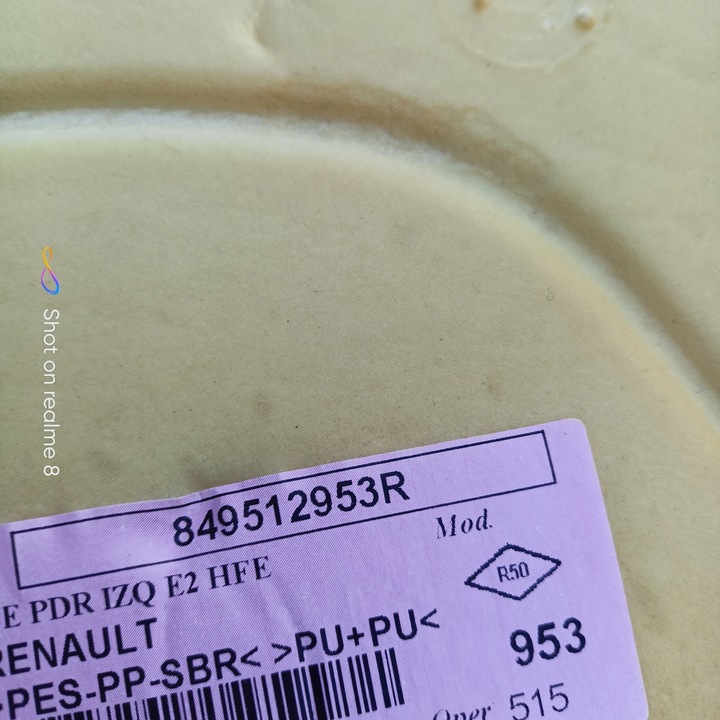 849512953R
Mod.
E PDR IZQ E2 HFE
R50
RENAULT
>PU+PU<
PES-PP-SBR<
953
Oper 515
Shot on realme 8